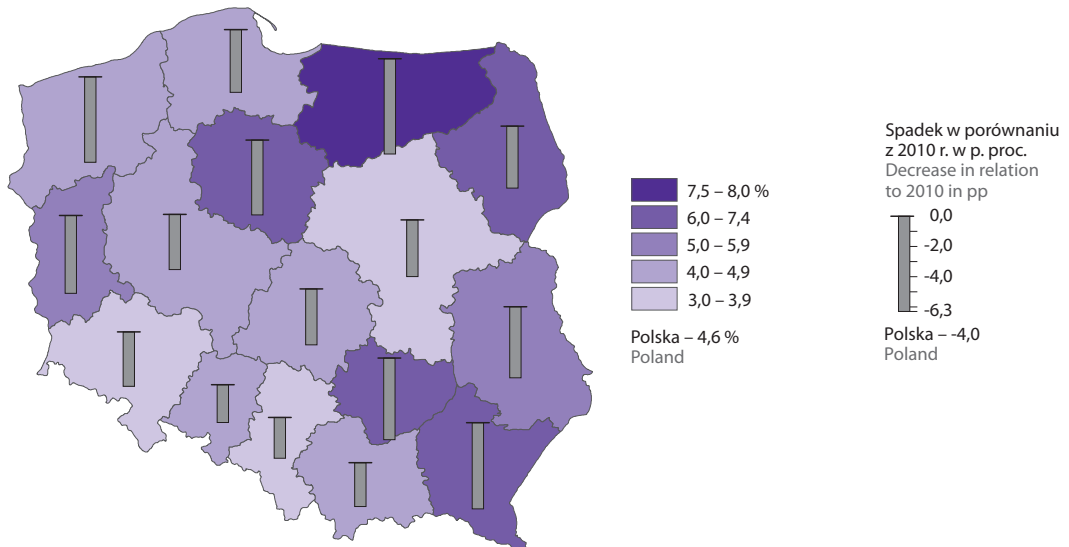 7,5 – 8,0 %
6,0 – 7,4
5,0 – 5,9
4,0 – 4,9
3,0 – 3,9
Polska – 4,6 %
Poland
Spadek w porównaniu
z 2010 r. w p. proc.
Decrease in relation
to 2010 in pp
0,0
-2,0
-4,0
-6,3
Polska – -4,0
Poland